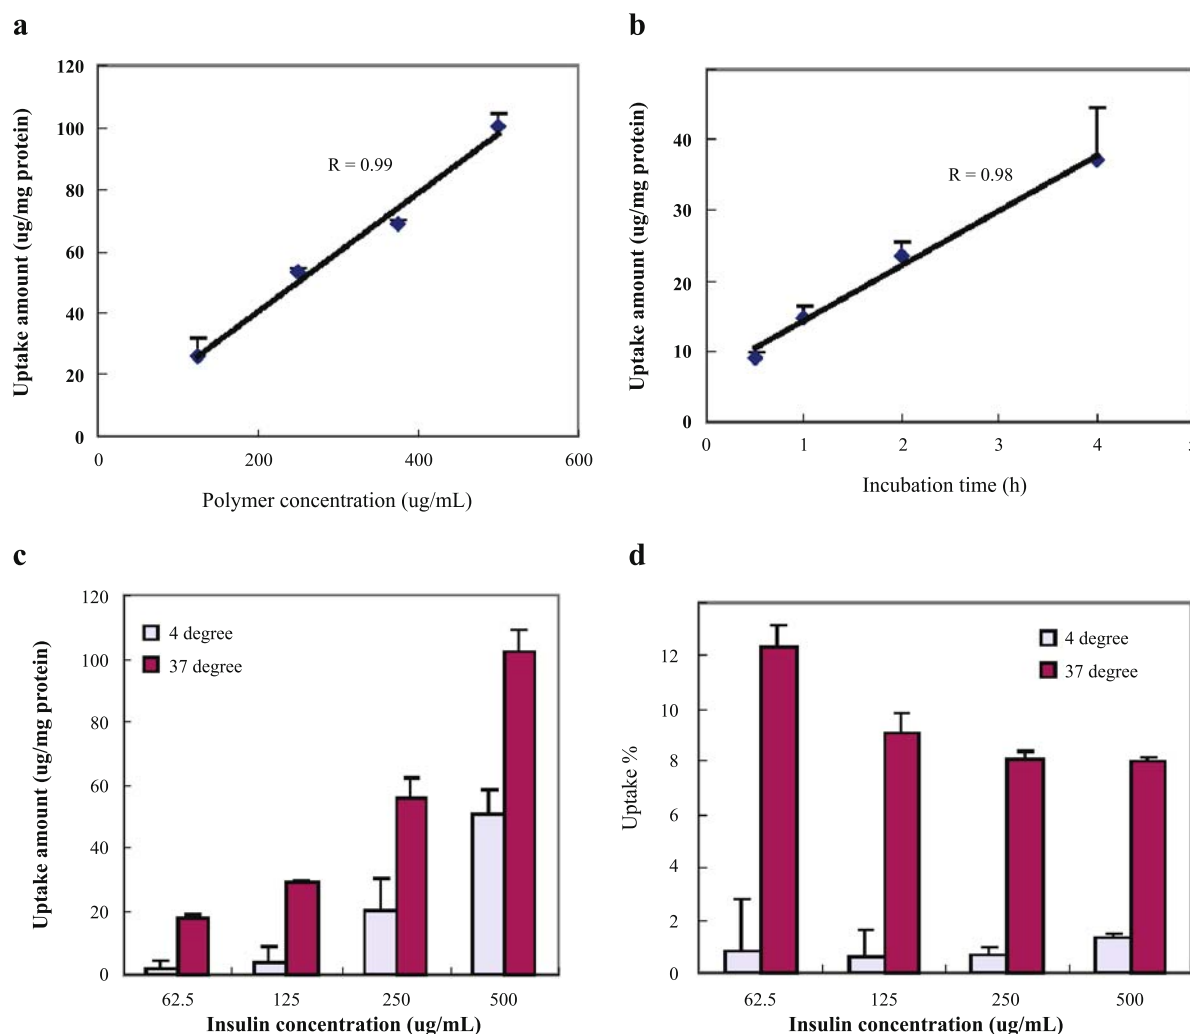 a
120
100
80
60
40
20
0
Uptake amount (ug/mg protein)
R = 0.99
0 200 400 600
Polymer concentration (ug/mL)
b
40
30
20
10
0
Uptake amount (ug/mg protein)
R = 0.98
0 1 2 3 4
Incubation time (h)
c
120
100
80
60
40
20
0
Uptake amount (ug/mg protein)
4 degree
37 degree
62.5 125 250 500
Insulin concentration (ug/mL)
d
12
10
8
6
4
2
0
Uptake %
4 degree
37 degree
62.5 125 250 500
Insulin concentration (ug/mL)